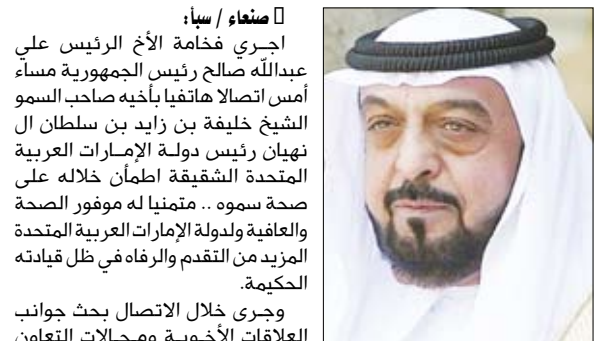 صنعاء / سبأ:
اجـري فخامة الأخ الرئيس علي
عبدالله صالح رئيس الجمهورية مساء
أمس اتصالا هاتفيا بأخيه صاحب السمو
الشيخ خليفة بن زايد بن سلطان ال
نهيان رئيس دولـة الإمـارات العربية
المتحدة الشقيقة اطمأن خلاله على
صحة سموه .. متمنيا له موفور الصحة
والعافية ولدولة الإمارات العربية المتحدة
المزيد من التقدم والرفاه في ظل قيادته
الحكيمة.
وجـرى خلال الاتصال بحث جوانب
العلاقات الأخـويـة ومـجـالات التعاون